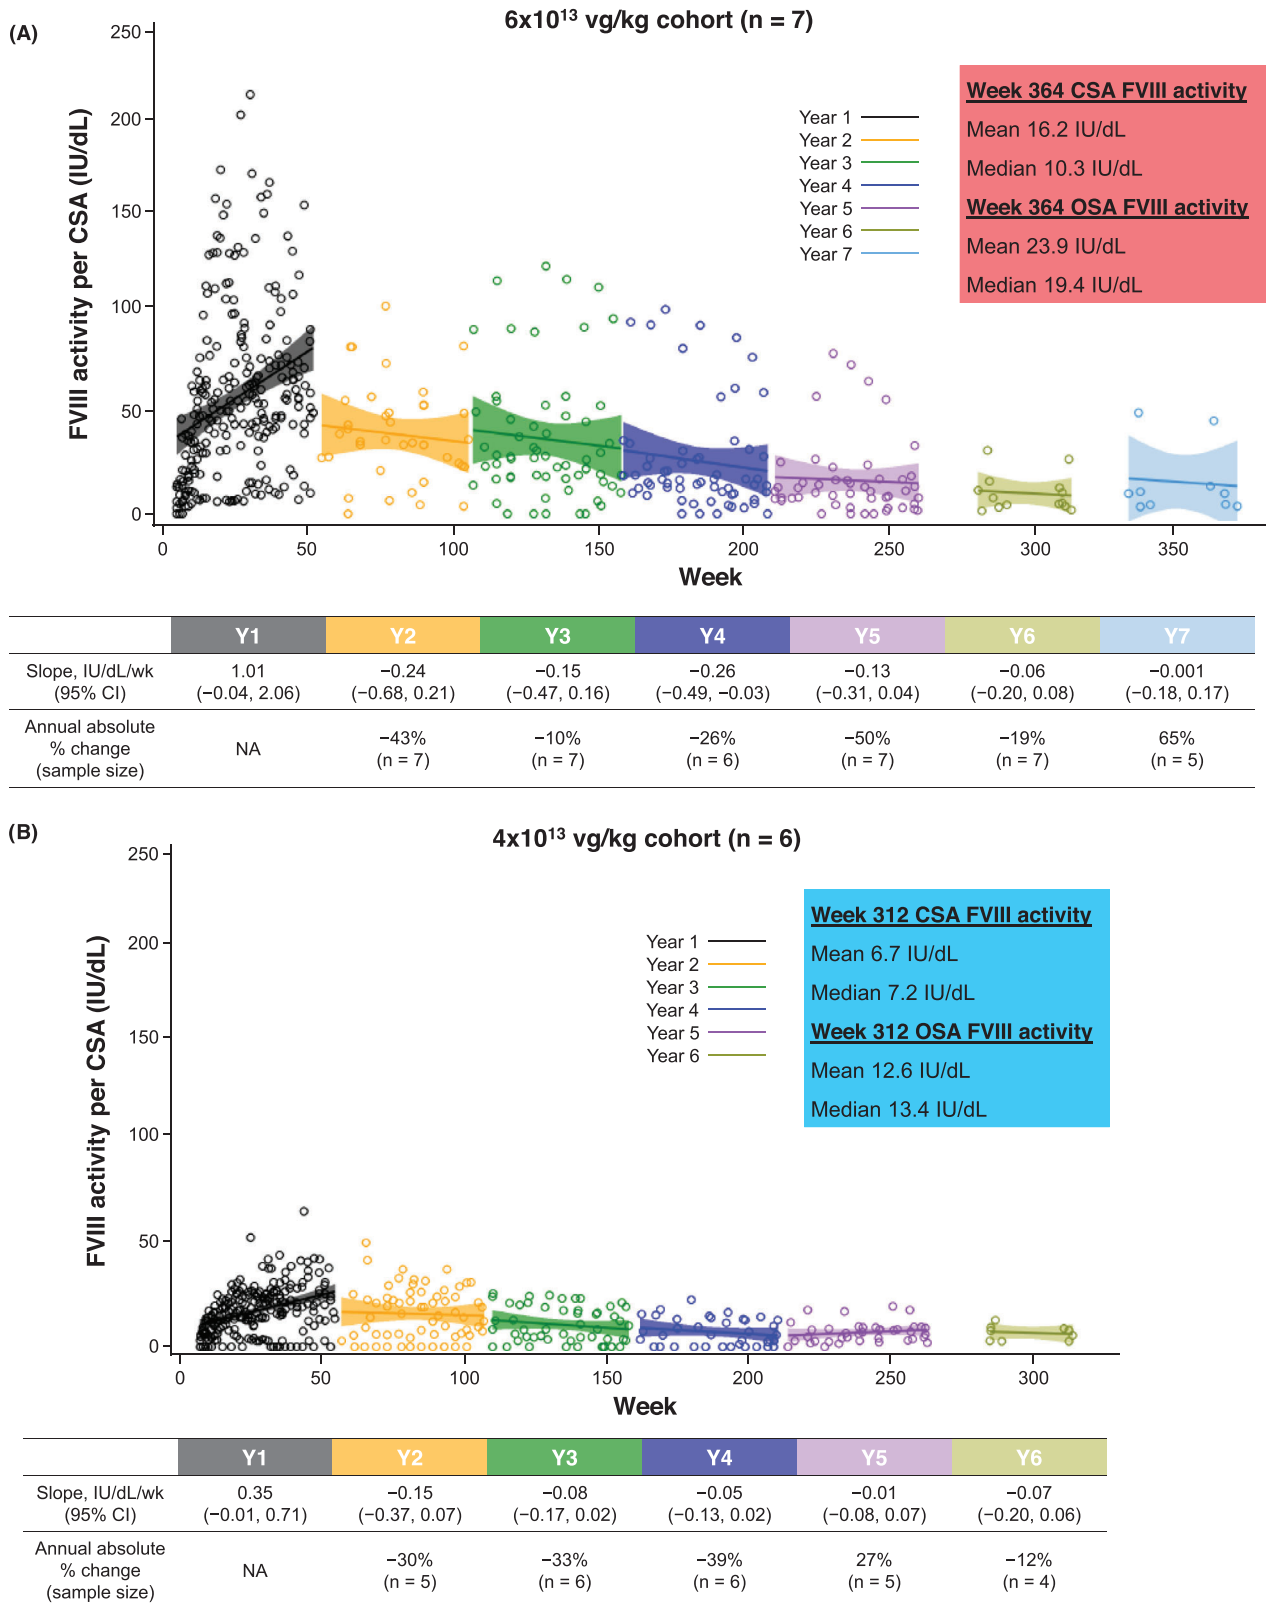 (A)
6x10¹³ vg/kg cohort (n = 7)
FVIII activity per CSA (IU/dL)
250
200
150
100
50
0
Year 1
Year 2
Year 3
Year 4
Year 5
Year 6
Year 7
Week 364 CSA FVIII activity
Mean 16.2 IU/dL
Median 10.3 IU/dL
Week 364 OSA FVIII activity
Mean 23.9 IU/dL
Median 19.4 IU/dL
0 50 100 150 200 250 300 350
Week
Y1 Y2 Y3 Y4 Y5 Y6 Y7
Slope, IU/dL/wk 1.01 −0.24 −0.15 −0.26 −0.13 −0.06 −0.001
(95% CI) (−0.04, 2.06) (−0.68, 0.21) (−0.47, 0.16) (−0.49, −0.03) (−0.31, 0.04) (−0.20, 0.08) (−0.18, 0.17)
Annual absolute
% change NA −43% −10% −26% −50% −19% 65%
(sample size) (n = 7) (n = 7) (n = 6) (n = 7) (n = 7) (n = 5)
(B)
4x10¹³ vg/kg cohort (n = 6)
FVIII activity per CSA (IU/dL)
250
200
150
100
50
0
Year 1
Year 2
Year 3
Year 4
Year 5
Year 6
Week 312 CSA FVIII activity
Mean 6.7 IU/dL
Median 7.2 IU/dL
Week 312 OSA FVIII activity
Mean 12.6 IU/dL
Median 13.4 IU/dL
0 50 100 150 200 250 300
Week
Y1 Y2 Y3 Y4 Y5 Y6
Slope, IU/dL/wk 0.35 −0.15 −0.08 −0.05 −0.01 −0.07
(95% CI) (−0.01, 0.71) (−0.37, 0.07) (−0.17, 0.02) (−0.13, 0.02) (−0.08, 0.07) (−0.20, 0.06)
Annual absolute
% change NA −30% −33% −39% 27% −12%
(sample size) (n = 5) (n = 6) (n = 6) (n = 5) (n = 4)